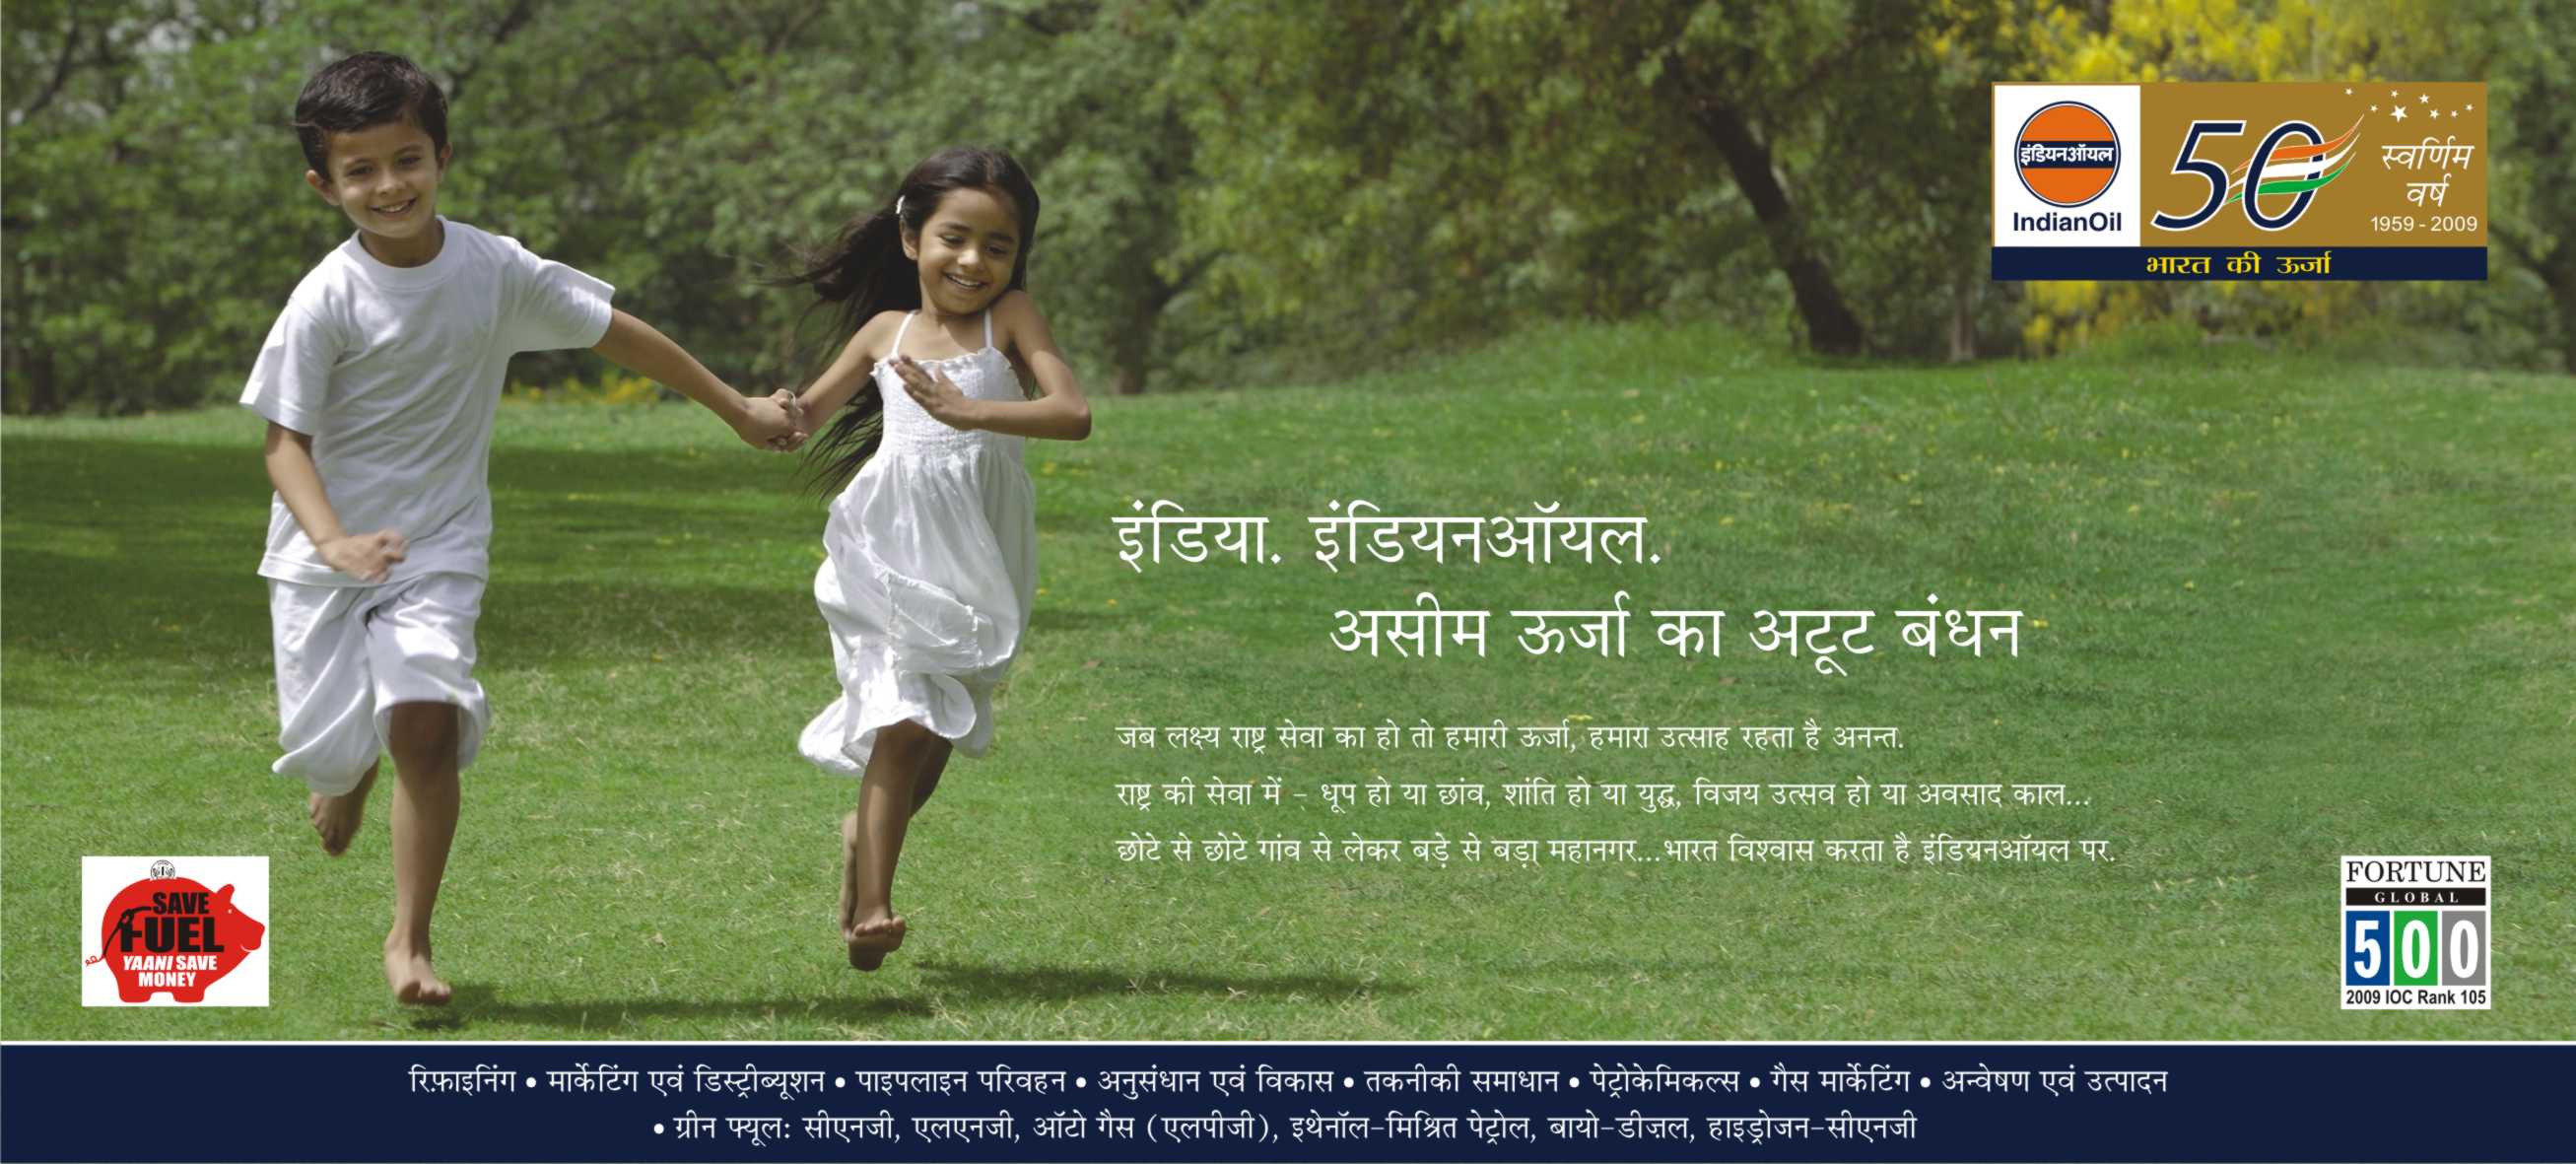 इंडियनऑयल
IndianOil
50
स्वर्णिम
वर्ष
1959 - 2009
भारत की ऊर्जा
इंडिया. इंडियनऑयल.
असीम ऊर्जा का अटूट बंधन
जब लक्ष्य राष्ट्र सेवा का हो तो हमारी ऊर्जा, हमारा उत्साह रहता है अनन्त.
राष्ट्र की सेवा में – धूप हो या छांव, शांति हो या युद्ध, विजय उत्सव हो या अवसाद काल...
छोटे से छोटे गांव से लेकर बड़े से बड़ा महानगर...भारत विश्वास करता है इंडियनऑयल पर.
SAVE
FUEL
YAANI SAVE
MONEY
FORTUNE
GLOBAL
500
2009 IOC Rank 105
रिफ़ाइनिंग • मार्केटिंग एवं डिस्ट्रीब्यूशन • पाइपलाइन परिवहन • अनुसंधान एवं विकास • तकनीकी समाधान • पेट्रोकेमिकल्स • गैस मार्केटिंग • अन्वेषण एवं उत्पादन
• ग्रीन फ्यूल: सीएनजी, एलएनजी, ऑटो गैस (एलपीजी), इथेनॉल-मिश्रित पेट्रोल, बायो-डीज़ल, हाइड्रोजन-सीएनजी